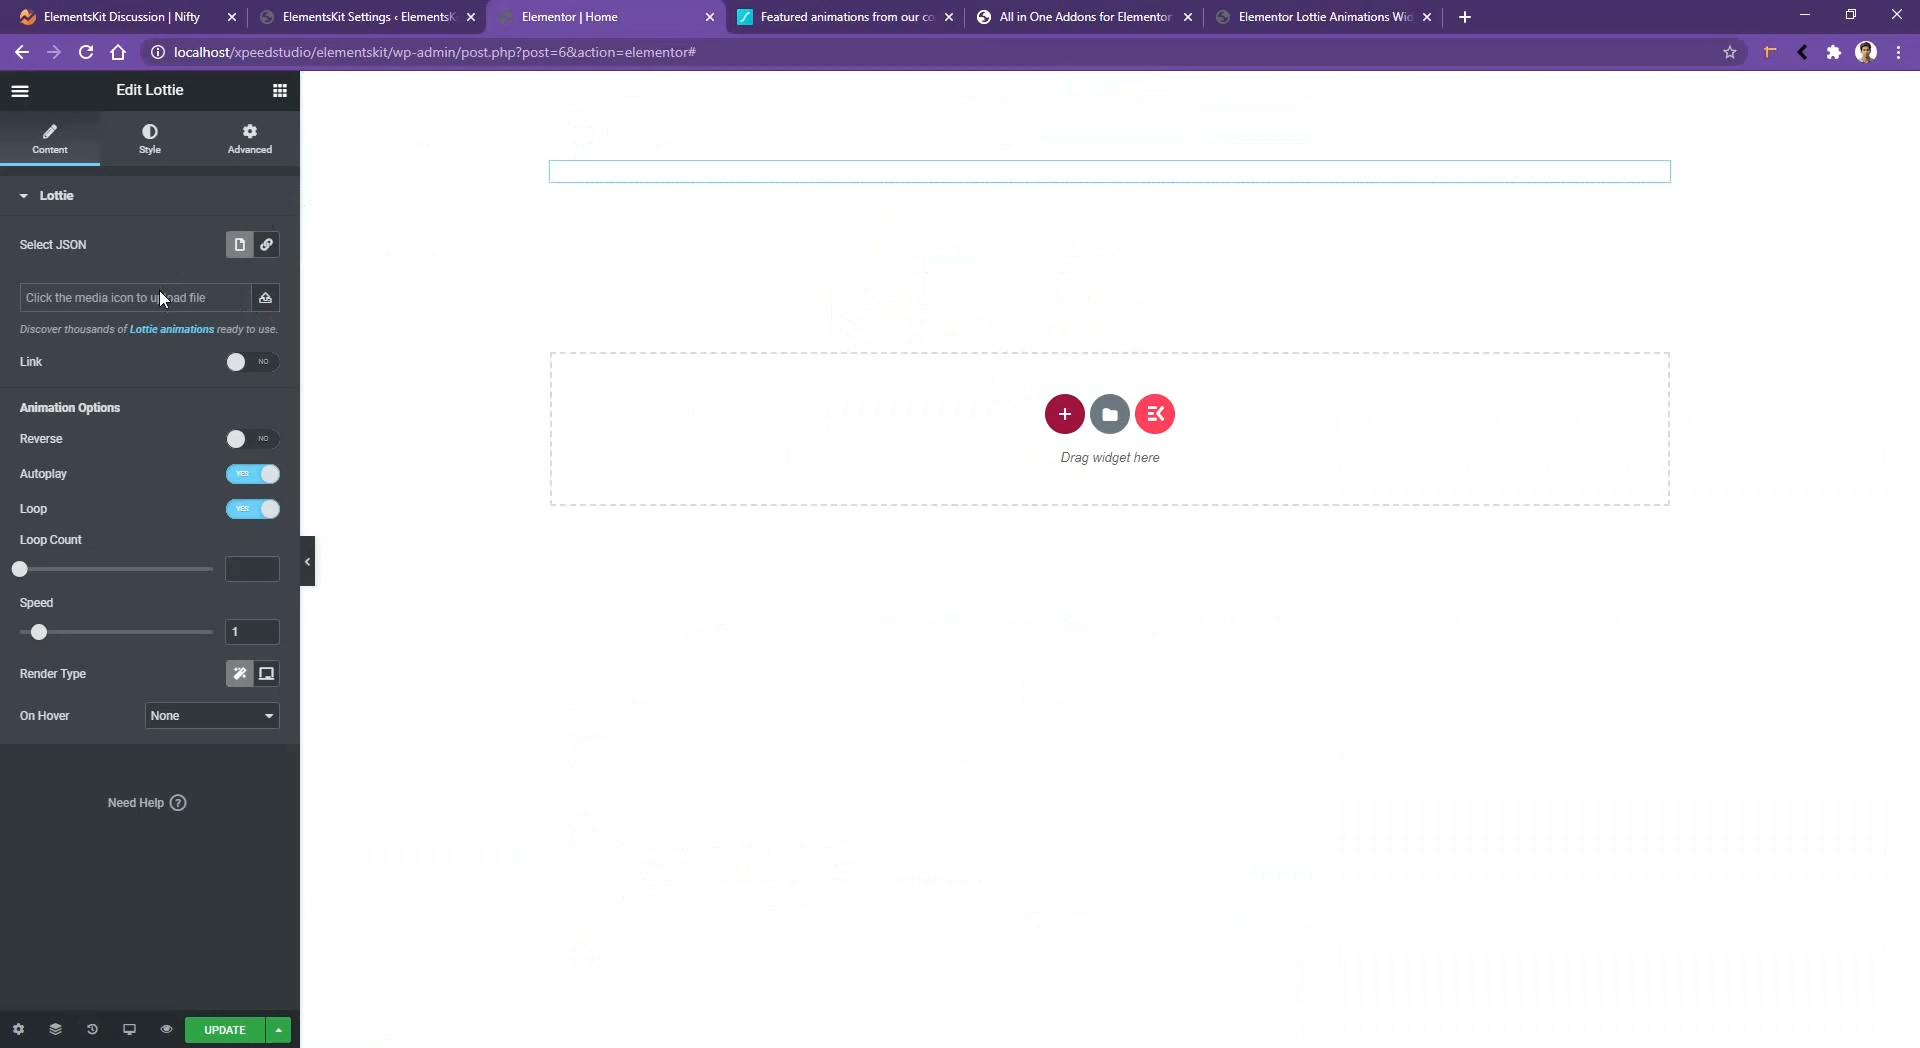 ElementsKit Discussion | Nifty
ElementsKit Settings ‹ ElementsK
Elementor | Home
Featured animations from our co
All in One Addons for Elementor
Elementor Lottie Animations Wid
localhost/xpeedstudio/elementskit/wp-admin/post.php?post=6&action=elementor#
Edit Lottie
Content
Style
Advanced
Lottie
Select JSON
Click the media icon to upload file
Discover thousands of Lottie animations ready to use.
Link
NO
Animation Options
Reverse
NO
Autoplay
YES
Loop
YES
Loop Count
Speed
1
Render Type
On Hover
None
Need Help ?
UPDATE
Drag widget here